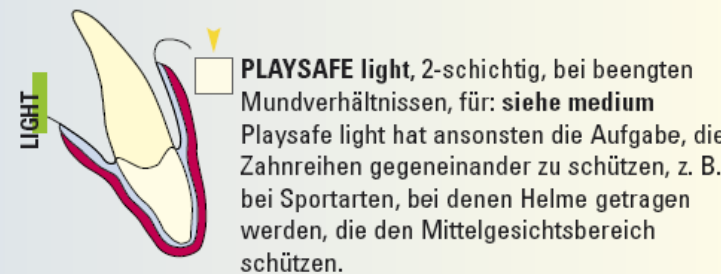 LIGHT
PLAYSAFE light, 2-schichtig, bei beengten
Mundverhältnissen, für: siehe medium
Playsafe light hat ansonsten die Aufgabe, die
Zahnreihen gegeneinander zu schützen, z. B.
bei Sportarten, bei denen Helme getragen
werden, die den Mittelgesichtsbereich
schützen.